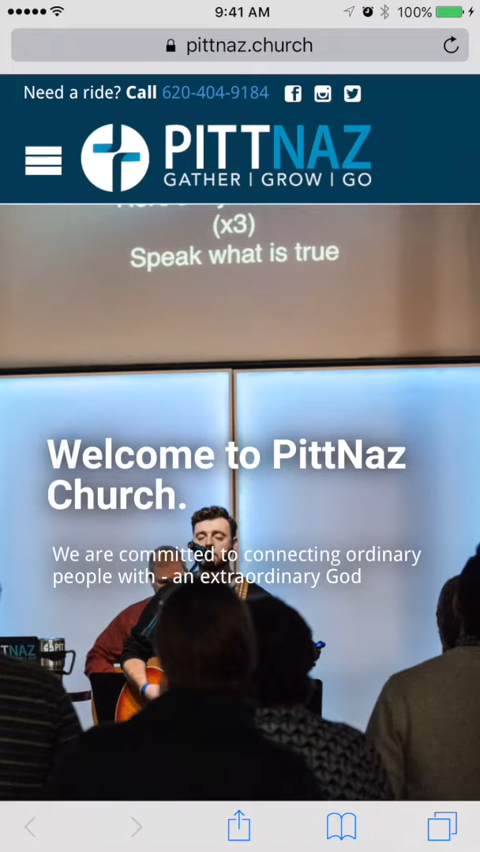 9:41 AM
100%
pittnaz.church
Need a ride? Call 620-404-9184
PITTNAZ
GATHER | GROW | GO
(x3)
Speak what is true
Welcome to PittNaz
Church.
We are committed to connecting ordinary
people with - an extraordinary God